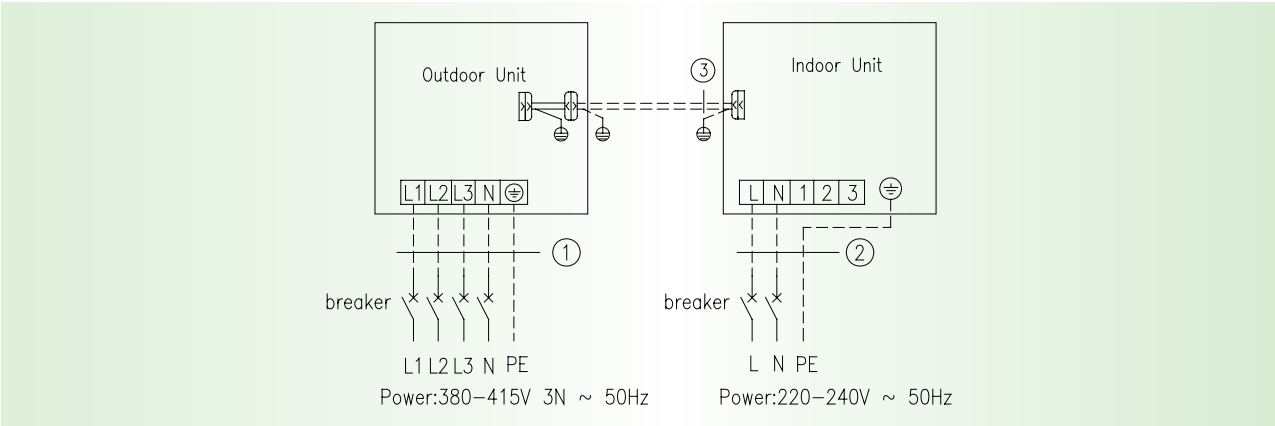 Outdoor Unit
Indoor Unit
3
L1 L2 L3 N
L N 1 2 3
1
2
breaker
breaker
L1 L2 L3 N PE
L N PE
Power:380-415V 3N ~ 50Hz
Power:220-240V ~ 50Hz